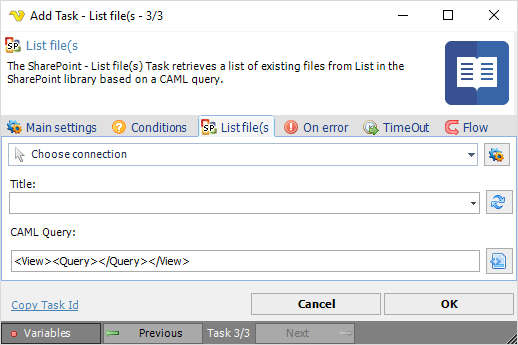 Add Task - List file(s - 3/3
SP List file(s
The SharePoint - List file(s) Task retrieves a list of existing files from List in the
SharePoint library based on a CAML query.
Main settings Conditions SP List file(s On error TimeOut Flow
Choose connection
Title:
CAML Query:
<View><Query></Query></View>
Copy Task Id Cancel OK
Variables Previous Task 3/3 Next